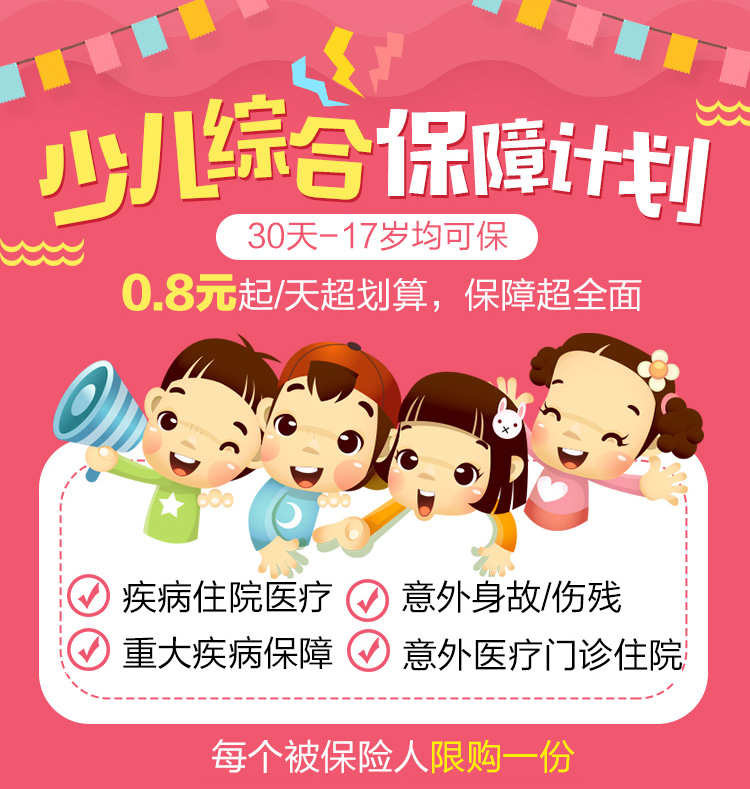 少儿综合保障计划
30天-17岁均可保
0.8元起/天超划算，保障超全面
疾病住院医疗 意外身故/伤残
重大疾病保障 意外医疗门诊住院
每个被保险人限购一份